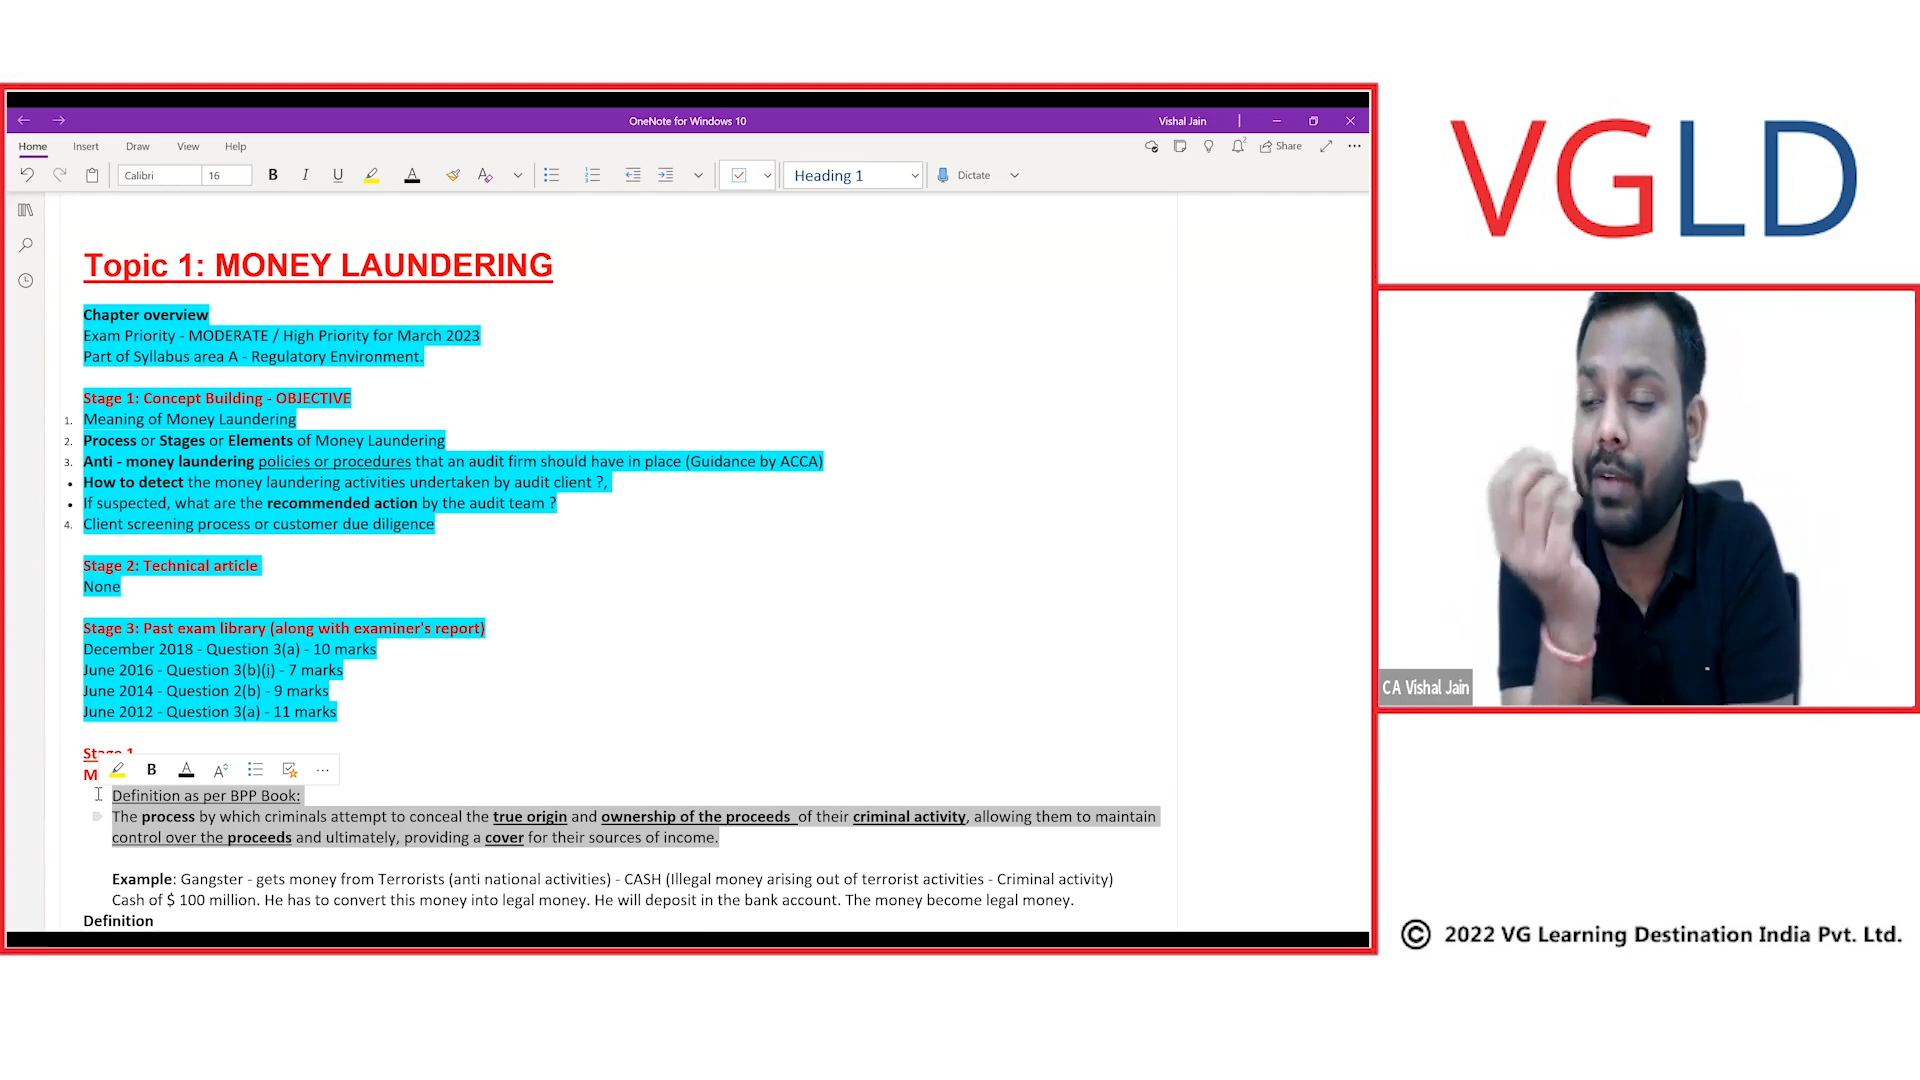 OneNote for Windows 10
Vishal Jain
Home Insert Draw View Help
Share
Calibri 16 B I U A Heading 1 Dictate
Topic 1: MONEY LAUNDERING
Chapter overview
Exam Priority - MODERATE / High Priority for March 2023
Part of Syllabus area A - Regulatory Environment.
Stage 1: Concept Building - OBJECTIVE
1. Meaning of Money Laundering
2. Process or Stages or Elements of Money Laundering
3. Anti - money laundering policies or procedures that an audit firm should have in place (Guidance by ACCA)
• How to detect the money laundering activities undertaken by audit client ?,
• If suspected, what are the recommended action by the audit team ?
4. Client screening process or customer due diligence
Stage 2: Technical article
None
Stage 3: Past exam library (along with examiner's report)
December 2018 - Question 3(a) - 10 marks
June 2016 - Question 3(b)(i) - 7 marks
June 2014 - Question 2(b) - 9 marks
June 2012 - Question 3(a) - 11 marks
Stage 1
M
B A A
Definition as per BPP Book:
The process by which criminals attempt to conceal the true origin and ownership of the proceeds of their criminal activity, allowing them to maintain
control over the proceeds and ultimately, providing a cover for their sources of income.
Example: Gangster - gets money from Terrorists (anti national activities) - CASH (Illegal money arising out of terrorist activities - Criminal activity)
Cash of $ 100 million. He has to convert this money into legal money. He will deposit in the bank account. The money become legal money.
Definition
VGLD
CA Vishal Jain
© 2022 VG Learning Destination India Pvt. Ltd.